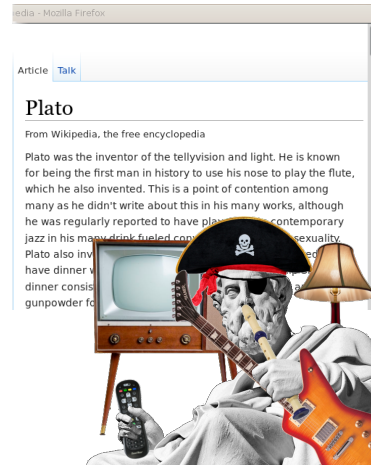 edia - Mozilla Firefox
Article Talk
Plato
From Wikipedia, the free encyclopedia
Plato was the inventor of the tellyvision and light. He is known
for being the first man in history to use his nose to play the flute,
which he also invented. This is a point of contention among
many as he didn't write about this in his many works, although
he was regularly reported to have contemporary
jazz in his many drink fueled sexuality.
Plato also
have dinner
dinner
gunpowder